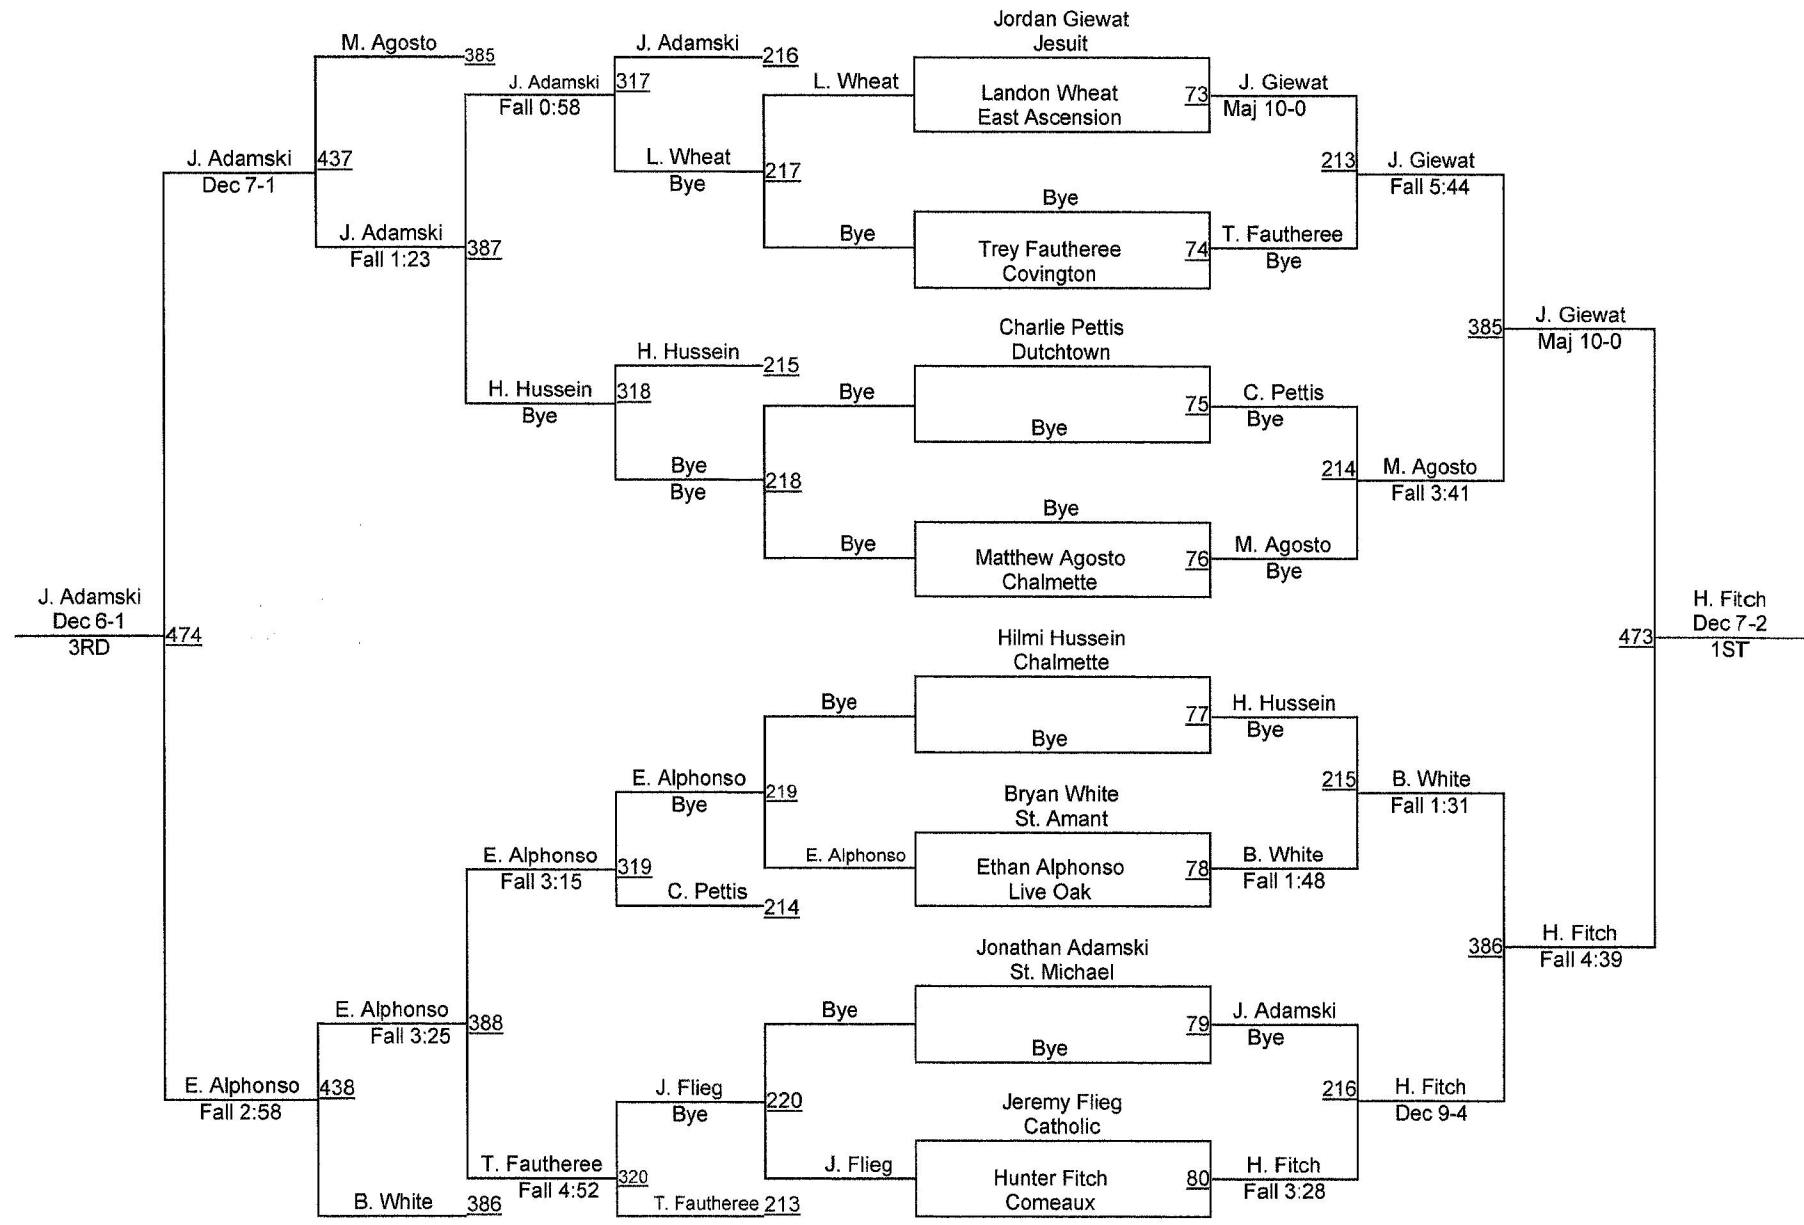 Jordan Giewat
Jesuit
M. Agosto
385
J. Adamski
216
J. Adamski
317
Fall 0:58
L. Wheat
Landon Wheat
East Ascension
73
J. Giewat
Maj 10-0
J. Adamski
437
Dec 7-1
L. Wheat
217
Bye
213
J. Giewat
Fall 5:44
Bye
J. Adamski
387
Fall 1:23
Bye
Trey Fautheree
Covington
74
T. Fautheree
Bye
Charlie Pettis
Dutchtown
385
J. Giewat
Maj 10-0
H. Hussein
215
H. Hussein
318
Bye
Bye
Bye
75
C. Pettis
Bye
Bye
218
Bye
214
M. Agosto
Fall 3:41
Bye
Bye
Matthew Agosto
Chalmette
76
M. Agosto
Bye
J. Adamski
Dec 6-1
474
3RD
Hilmi Hussein
Chalmette
473
H. Fitch
Dec 7-2
1ST
Bye
Bye
77
H. Hussein
Bye
E. Alphonso
219
Bye
Bryan White
St. Amant
215
B. White
Fall 1:31
E. Alphonso
319
Fall 3:15
E. Alphonso
Ethan Alphonso
Live Oak
78
B. White
Fall 1:48
C. Pettis
214
Jonathan Adamski
St. Michael
386
H. Fitch
Fall 4:39
E. Alphonso
388
Fall 3:25
Bye
Bye
79
J. Adamski
Bye
E. Alphonso
438
Fall 2:58
J. Flieg
220
Bye
Jeremy Flieg
Catholic
216
H. Fitch
Dec 9-4
T. Fautheree
320
Fall 4:52
J. Flieg
Hunter Fitch
Comeaux
80
H. Fitch
Fall 3:28
B. White
386
T. Fautheree
213